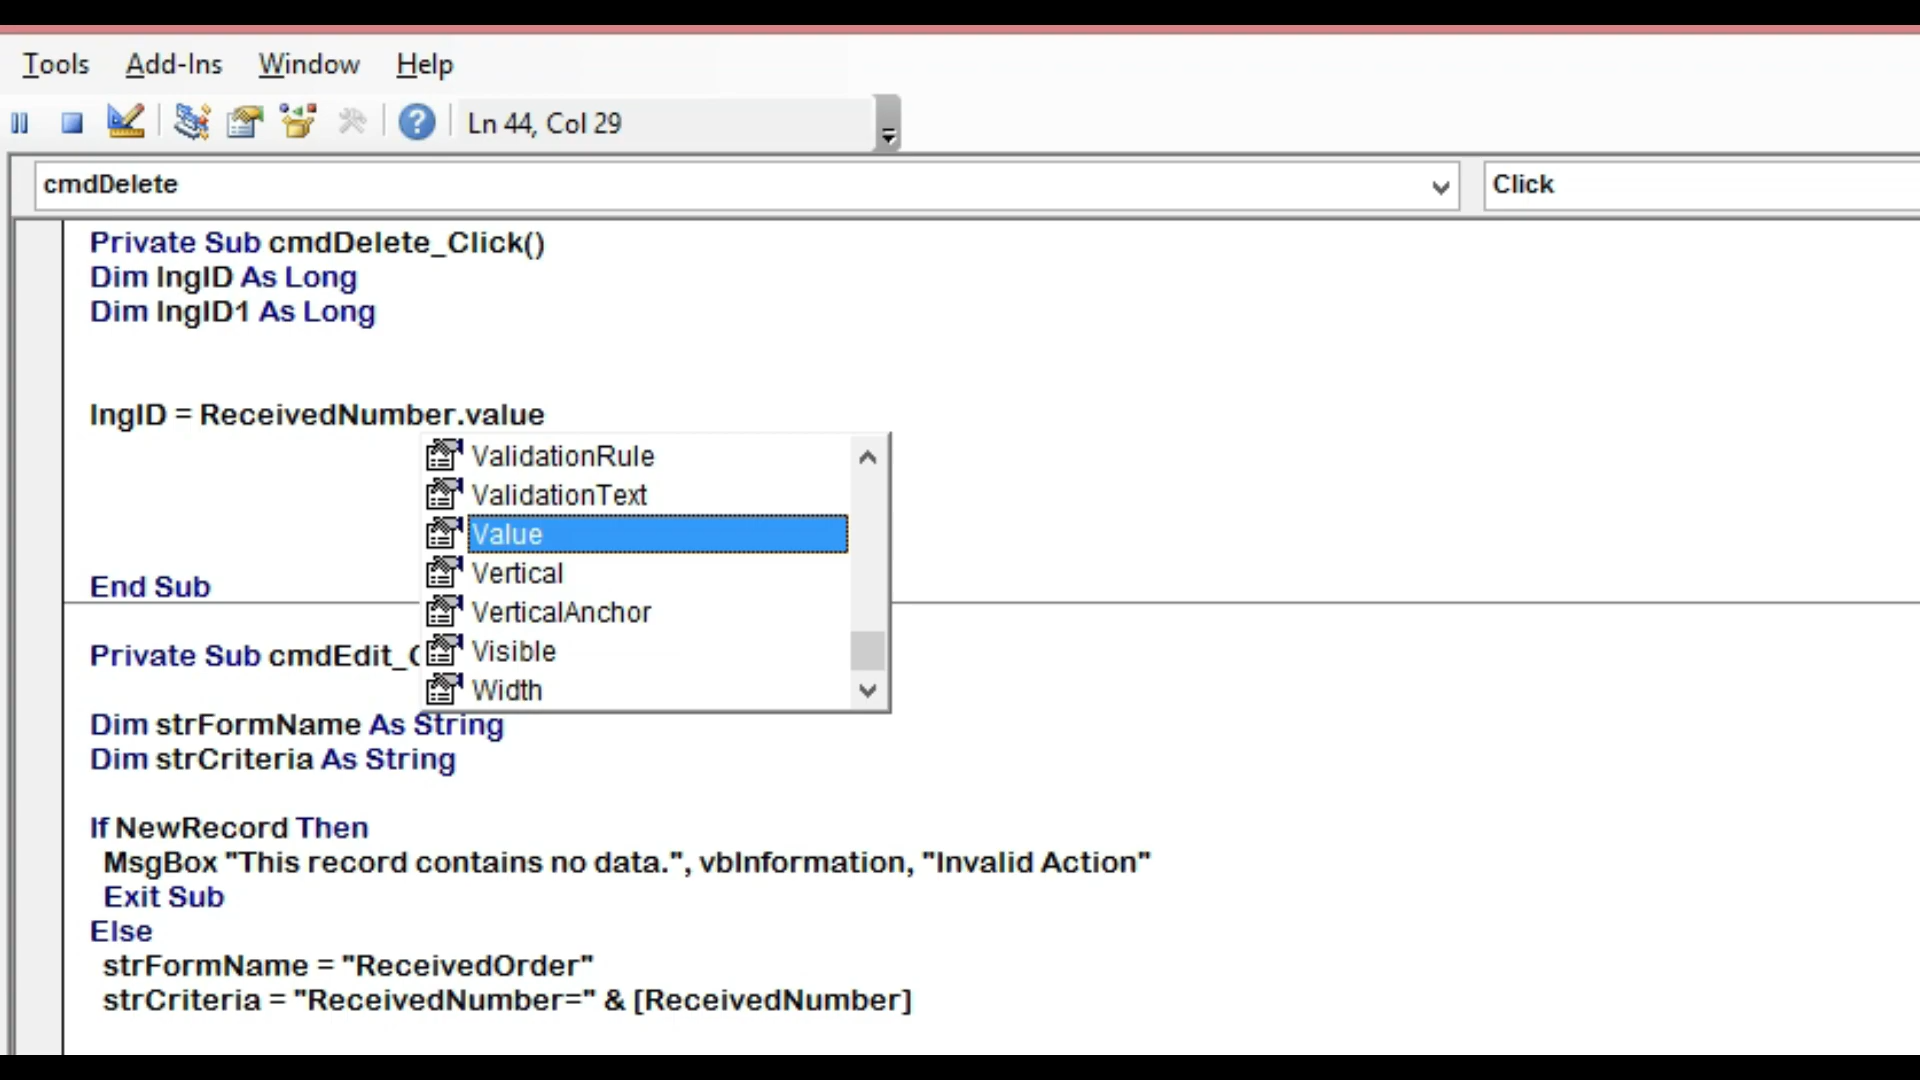 Tools Add-Ins Window Help
Ln 44, Col 29
cmdDelete Click
Private Sub cmdDelete_Click()
Dim lngID As Long
Dim lngID1 As Long
lngID = ReceivedNumber.value
ValidationRule
ValidationText
Value
Vertical
VerticalAnchor
Visible
Width
End Sub
Private Sub cmdEdit_
Dim strFormName As String
Dim strCriteria As String
If NewRecord Then
MsgBox "This record contains no data.", vbInformation, "Invalid Action"
Exit Sub
Else
strFormName = "ReceivedOrder"
strCriteria = "ReceivedNumber=" & [ReceivedNumber]